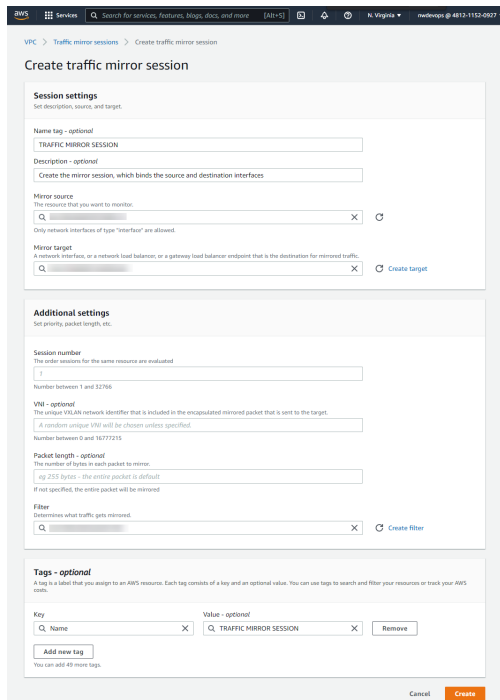 aws
Services
Search for services, features, blogs, docs, and more
[Alt+S]
N. Virginia ▼
nwdevops @ 4812-1152-0927
VPC > Traffic mirror sessions > Create traffic mirror session
Create traffic mirror session
Session settings
Set description, source, and target.
Name tag - optional
TRAFFIC MIRROR SESSION
Description - optional
Create the mirror session, which binds the source and destination interfaces
Mirror source
The resource that you want to monitor.
Only network interfaces of type "interface" are allowed.
Mirror target
A network interface, or a network load balancer, or a gateway load balancer endpoint that is the destination for mirrored traffic.
Create target
Additional settings
Set priority, packet length, etc.
Session number
The order sessions for the same resource are evaluated
1
Number between 1 and 32766
VNI - optional
The unique VXLAN network identifier that is included in the encapsulated mirrored packet that is sent to the target.
A random unique VNI will be chosen unless specified.
Number between 0 and 16777215
Packet length - optional
The number of bytes in each packet to mirror.
eg 255 bytes - the entire packet is default
If not specified, the entire packet will be mirrored
Filter
Determines what traffic gets mirrored.
Create filter
Tags - optional
A tag is a label that you assign to an AWS resource. Each tag consists of a key and an optional value. You can use tags to search and filter your resources or track your AWS
costs.
Key
Value - optional
Name
TRAFFIC MIRROR SESSION
Remove
Add new tag
You can add 49 more tags.
Cancel
Create